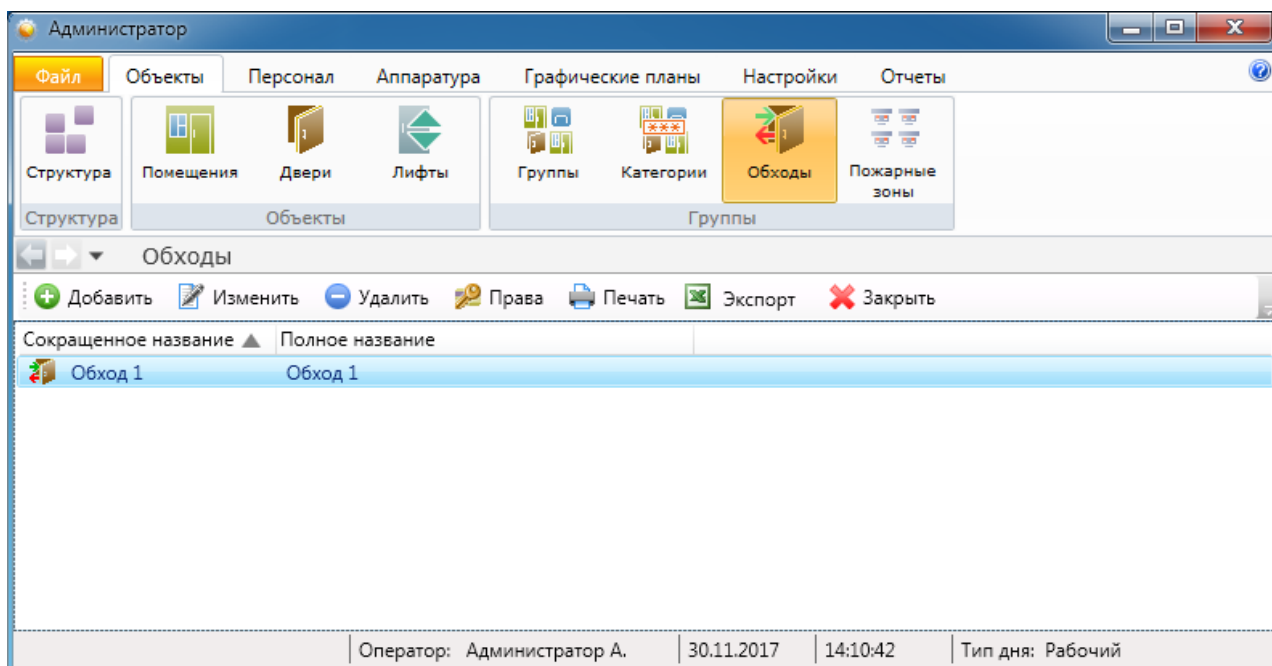 Администратор
Файл Объекты Персонал Аппаратура Графические планы Настройки Отчеты
Структура Помещения Двери Лифты Группы Категории Обходы Пожарные зоны
Структура Объекты Группы
Обходы
Добавить Изменить Удалить Права Печать Экспорт Закрыть
Сокращенное название Полное название
Обход 1 Обход 1
Оператор: Администратор А. 30.11.2017 14:10:42 Тип дня: Рабочий